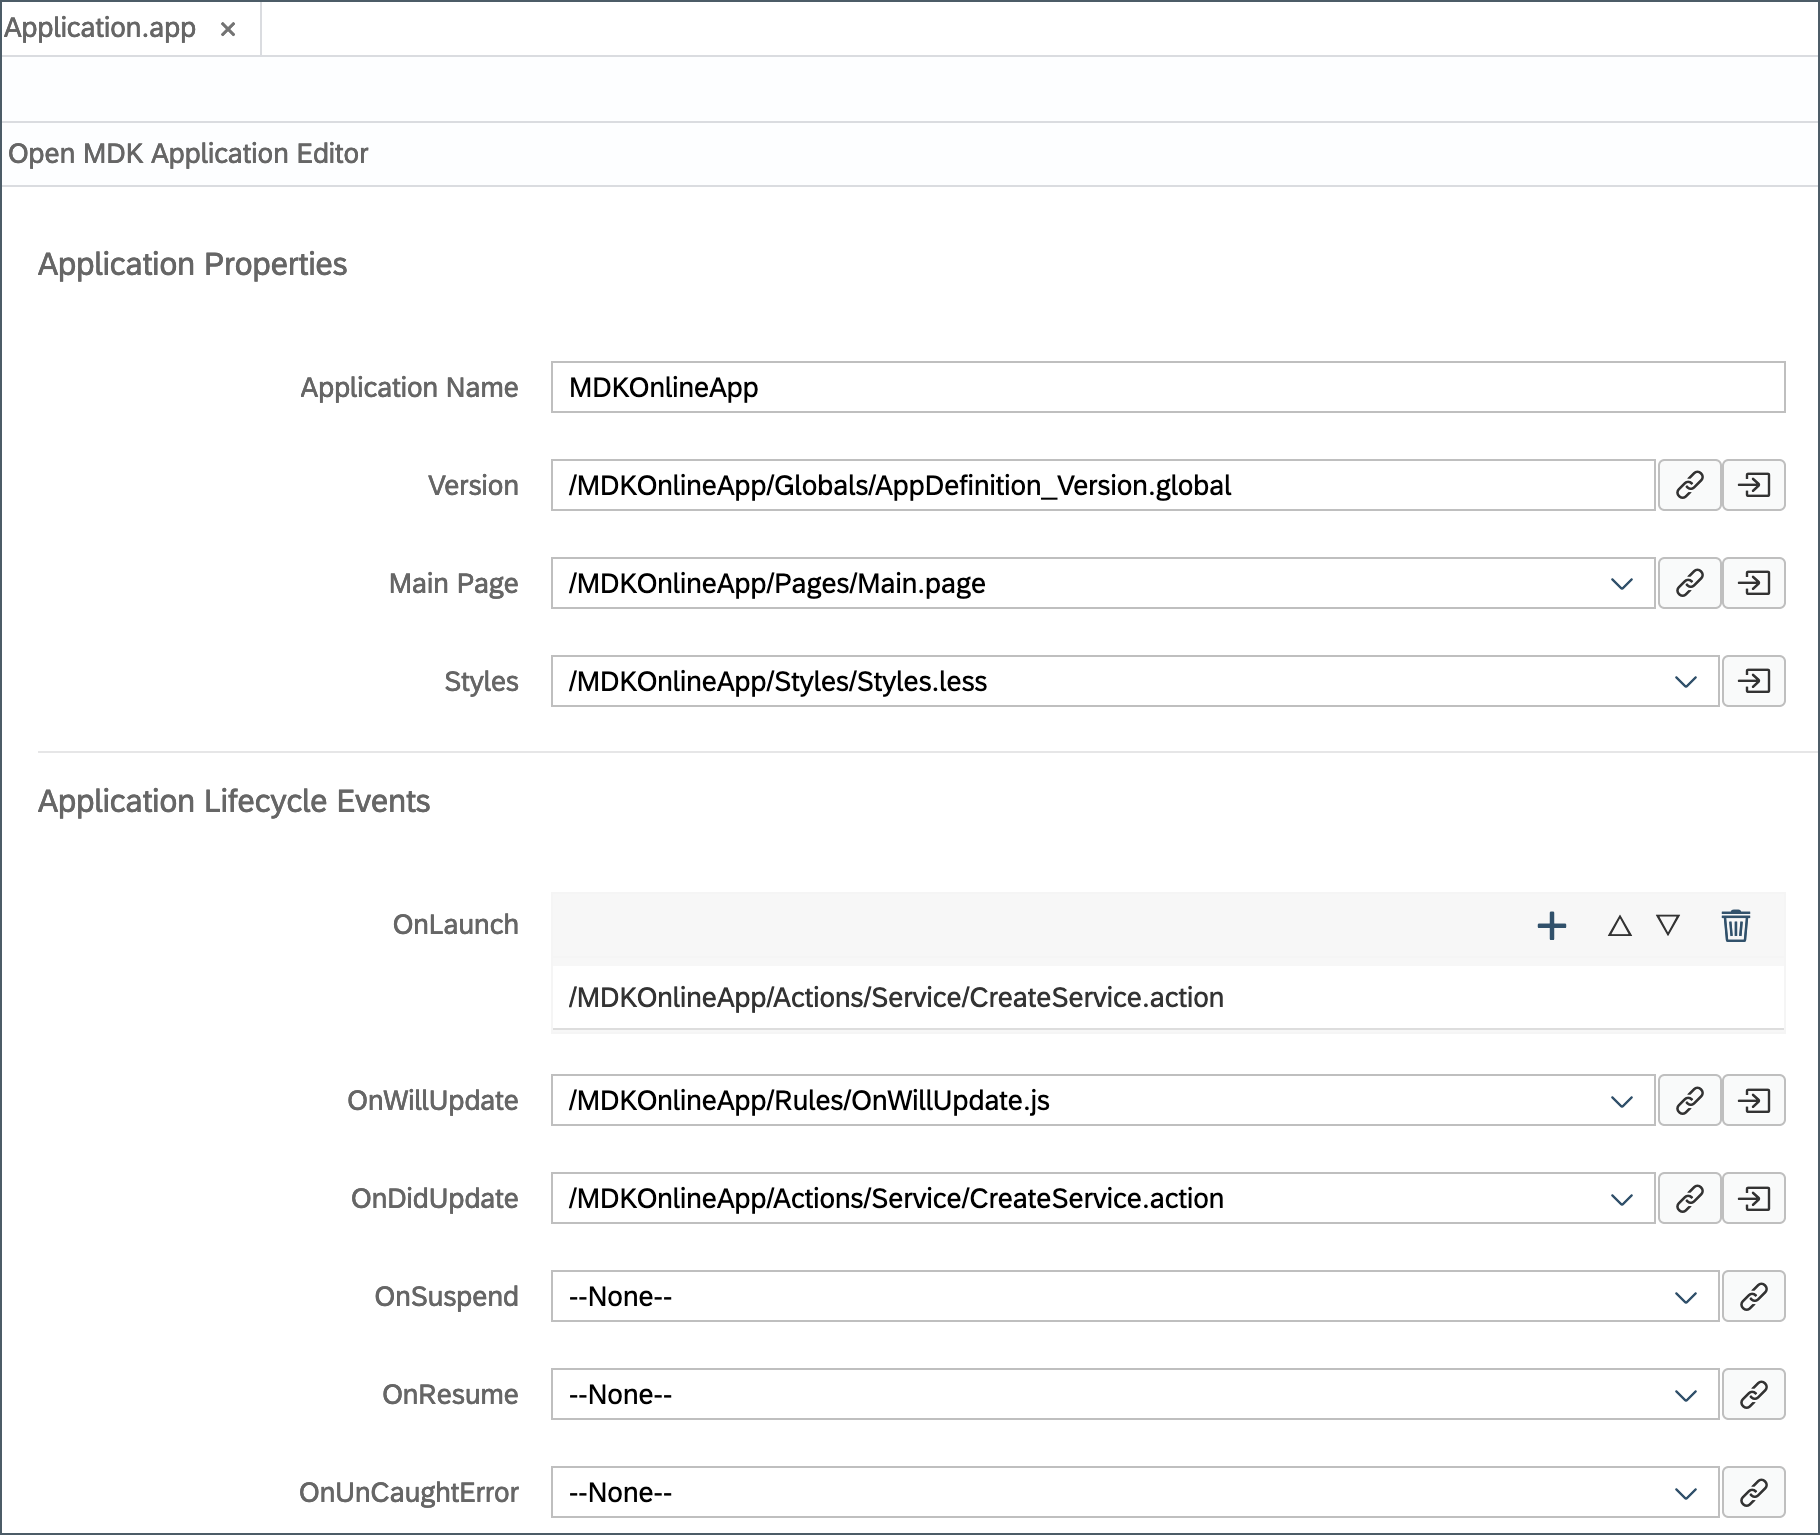 Application.app ×
Open MDK Application Editor
Application Properties
Application Name MDKOnlineApp
Version /MDKOnlineApp/Globals/AppDefinition_Version.global
Main Page /MDKOnlineApp/Pages/Main.page
Styles /MDKOnlineApp/Styles/Styles.less
Application Lifecycle Events
OnLaunch
/MDKOnlineApp/Actions/Service/CreateService.action
OnWillUpdate /MDKOnlineApp/Rules/OnWillUpdate.js
OnDidUpdate /MDKOnlineApp/Actions/Service/CreateService.action
OnSuspend --None--
OnResume --None--
OnUnCaughtError --None--